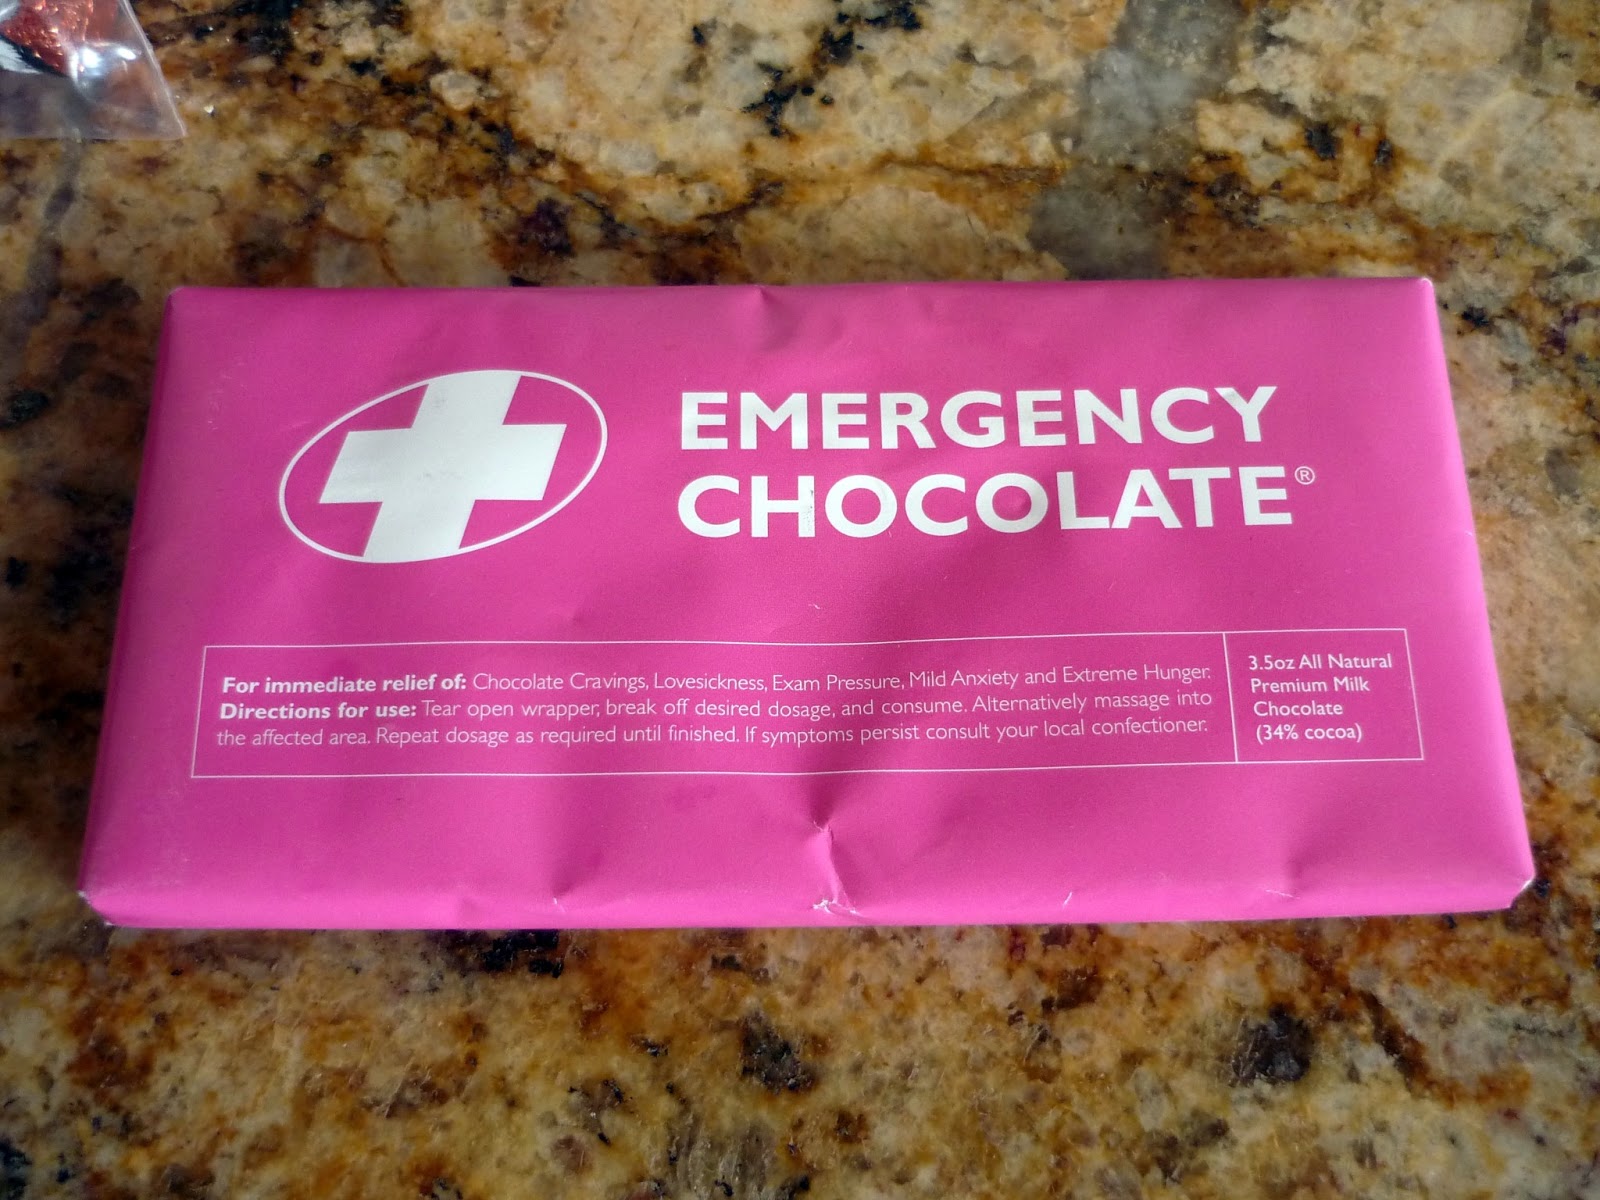 EMERGENCY
CHOCOLATE®
For immediate relief of: Chocolate Cravings, Lovesickness, Exam Pressure, Mild Anxiety and Extreme Hunger.
Directions for use: Tear open wrapper, break off desired dosage, and consume. Alternatively massage into
the affected area. Repeat dosage as required until finished. If symptoms persist consult your local confectioner.
3.5oz All Natural
Premium Milk
Chocolate
(34% cocoa)